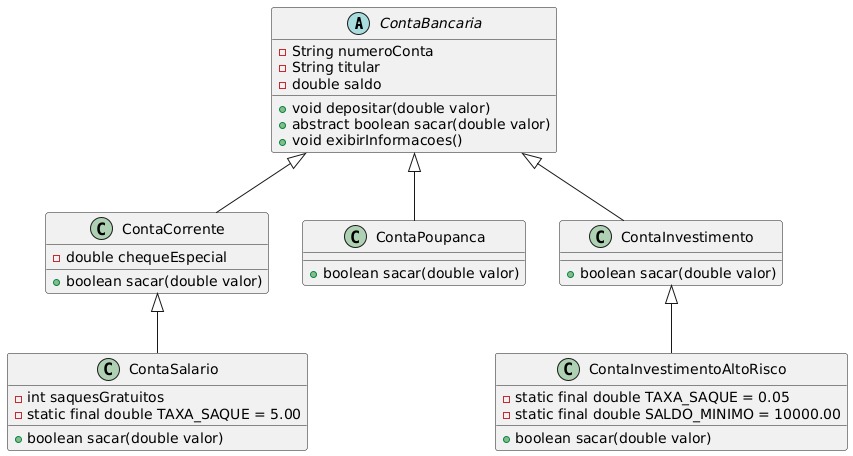 A ContaBancaria
String numeroConta
String titular
double saldo
void depositar(double valor)
abstract boolean sacar(double valor)
void exibirInformacoes()
C ContaCorrente
double chequeEspecial
boolean sacar(double valor)
C ContaPoupanca
boolean sacar(double valor)
C ContaInvestimento
boolean sacar(double valor)
C ContaSalario
int saquesGratuitos
static final double TAXA_SAQUE = 5.00
boolean sacar(double valor)
C ContaInvestimentoAltoRisco
static final double TAXA_SAQUE = 0.05
static final double SALDO_MINIMO = 10000.00
boolean sacar(double valor)